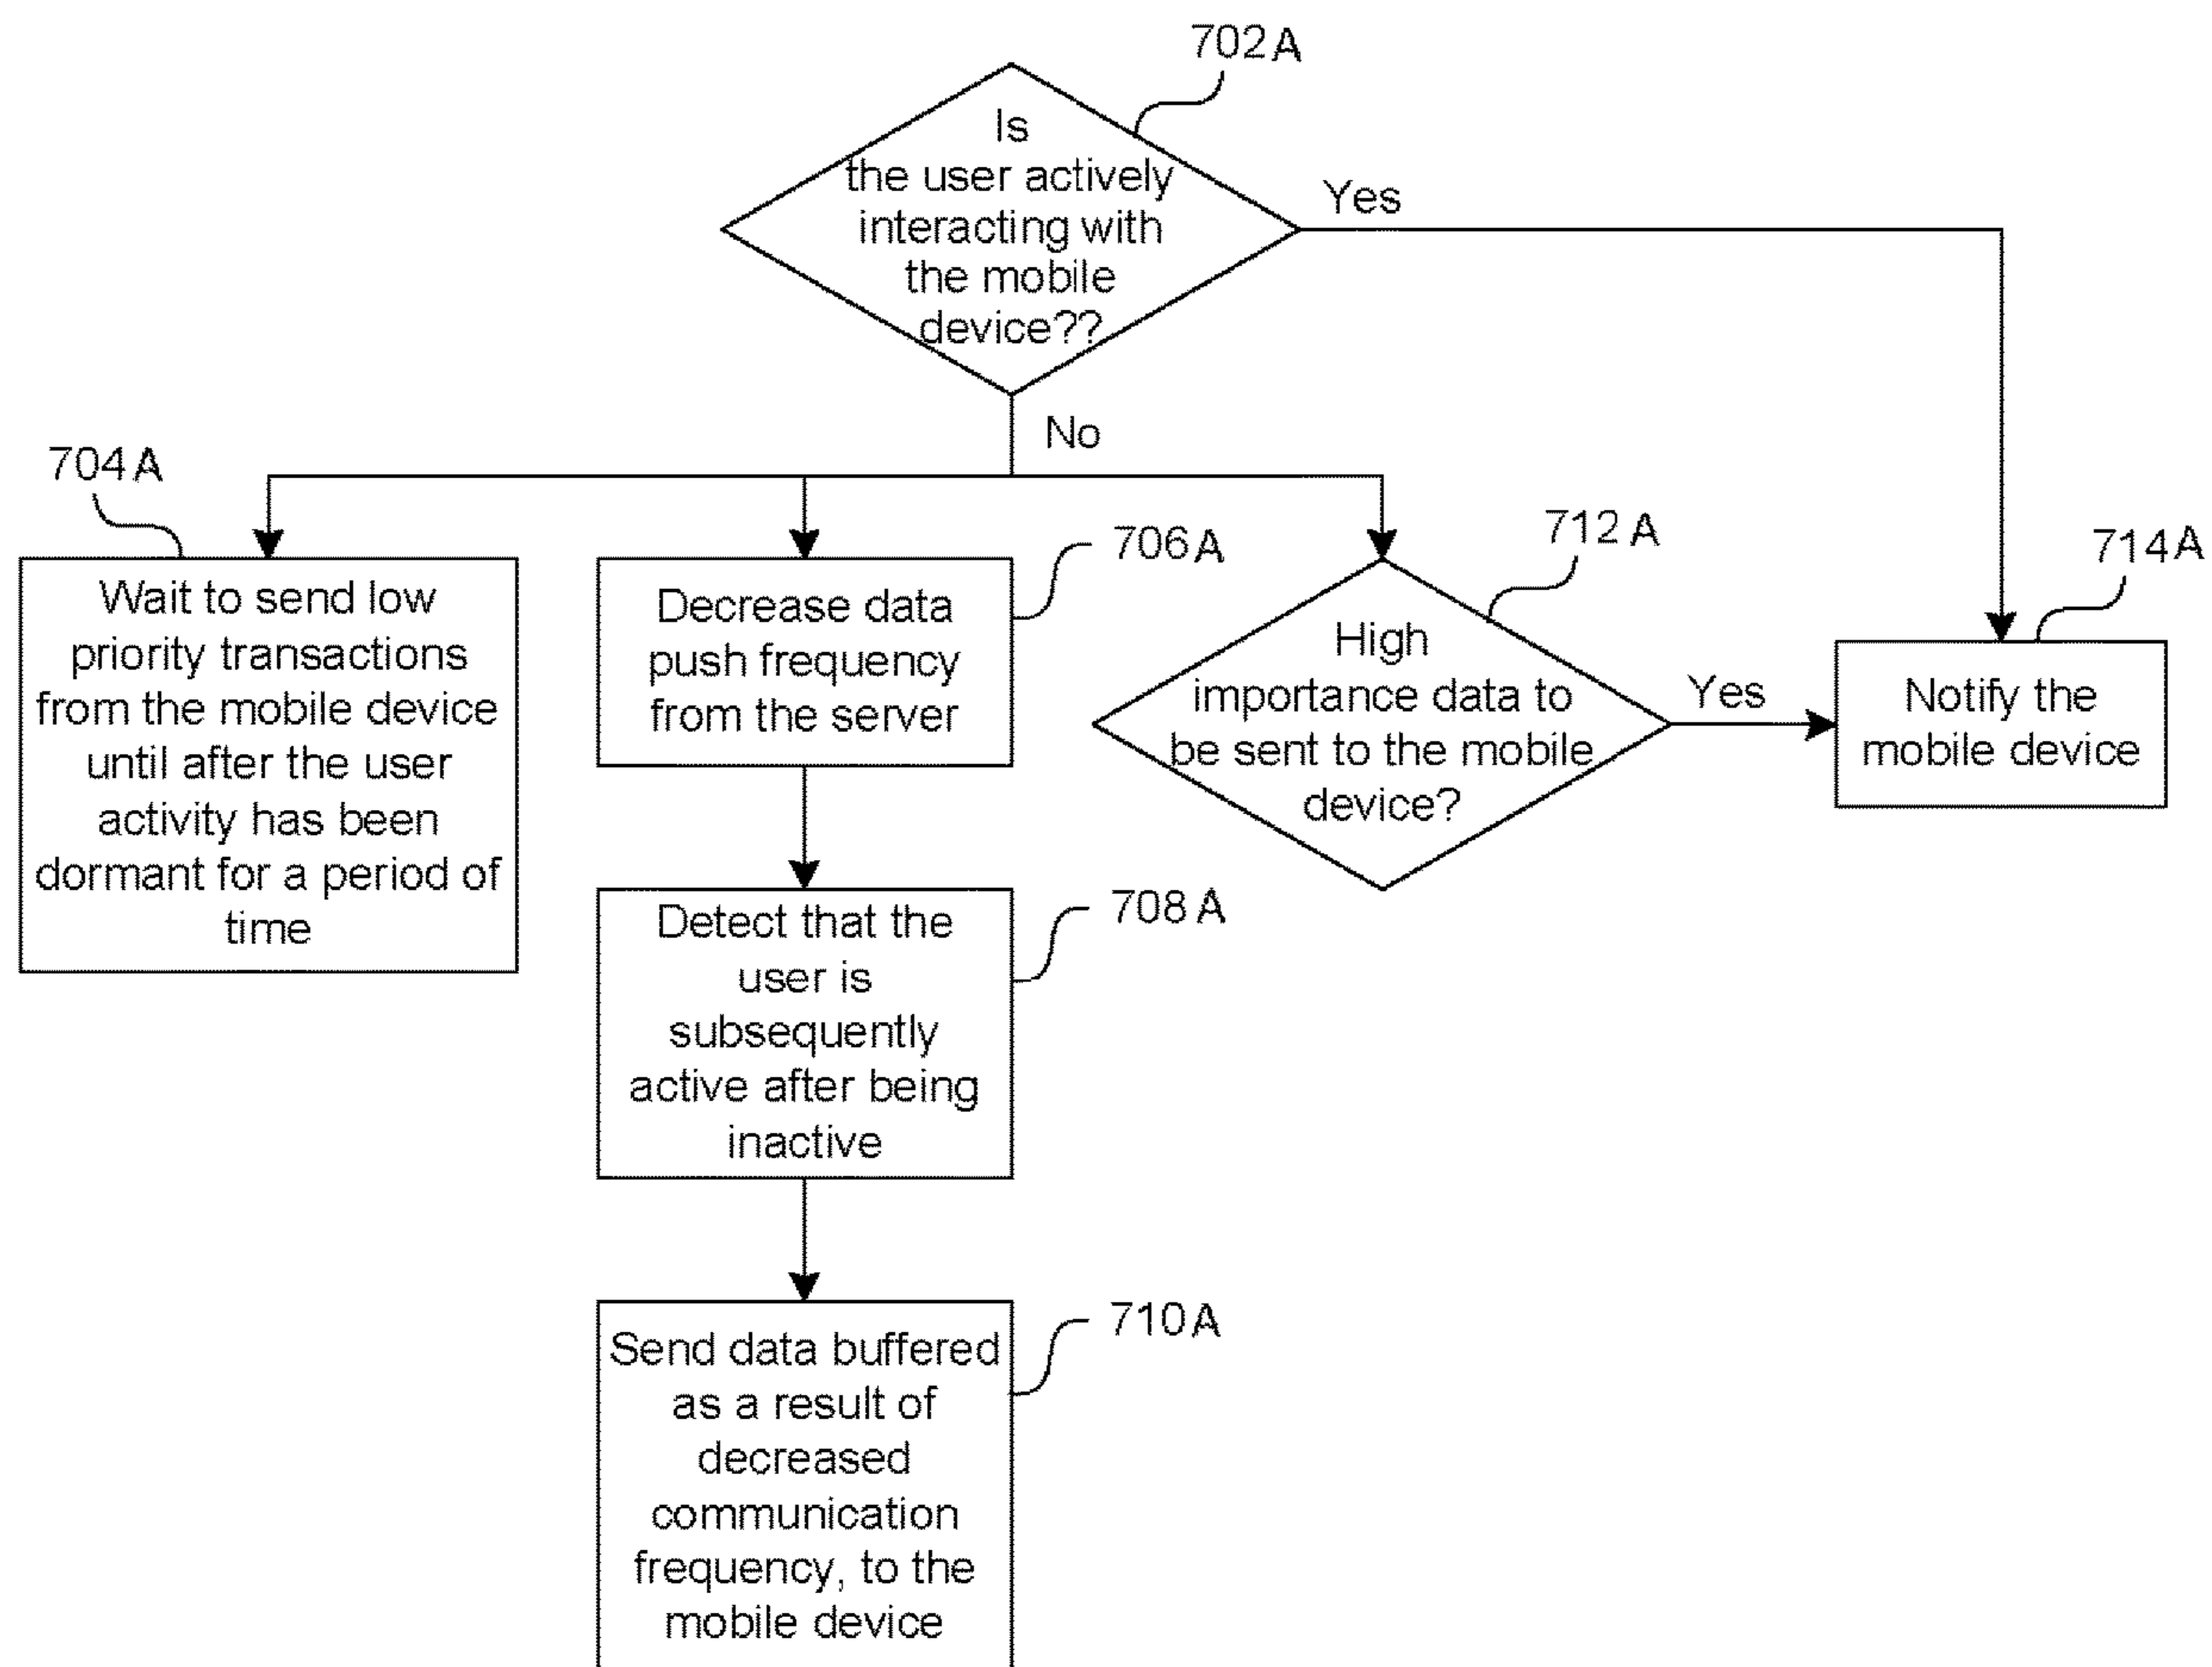 702A
Is
the user actively
interacting with
the mobile
device??
Yes
No
704A
Wait to send low
priority transactions
from the mobile device
until after the user
activity has been
dormant for a period of
time
706A
Decrease data
push frequency
from the server
712A
High
importance data to
be sent to the mobile
device?
Yes
714A
Notify the
mobile device
708A
Detect that the
user is
subsequently
active after being
inactive
710A
Send data buffered
as a result of
decreased
communication
frequency, to the
mobile device